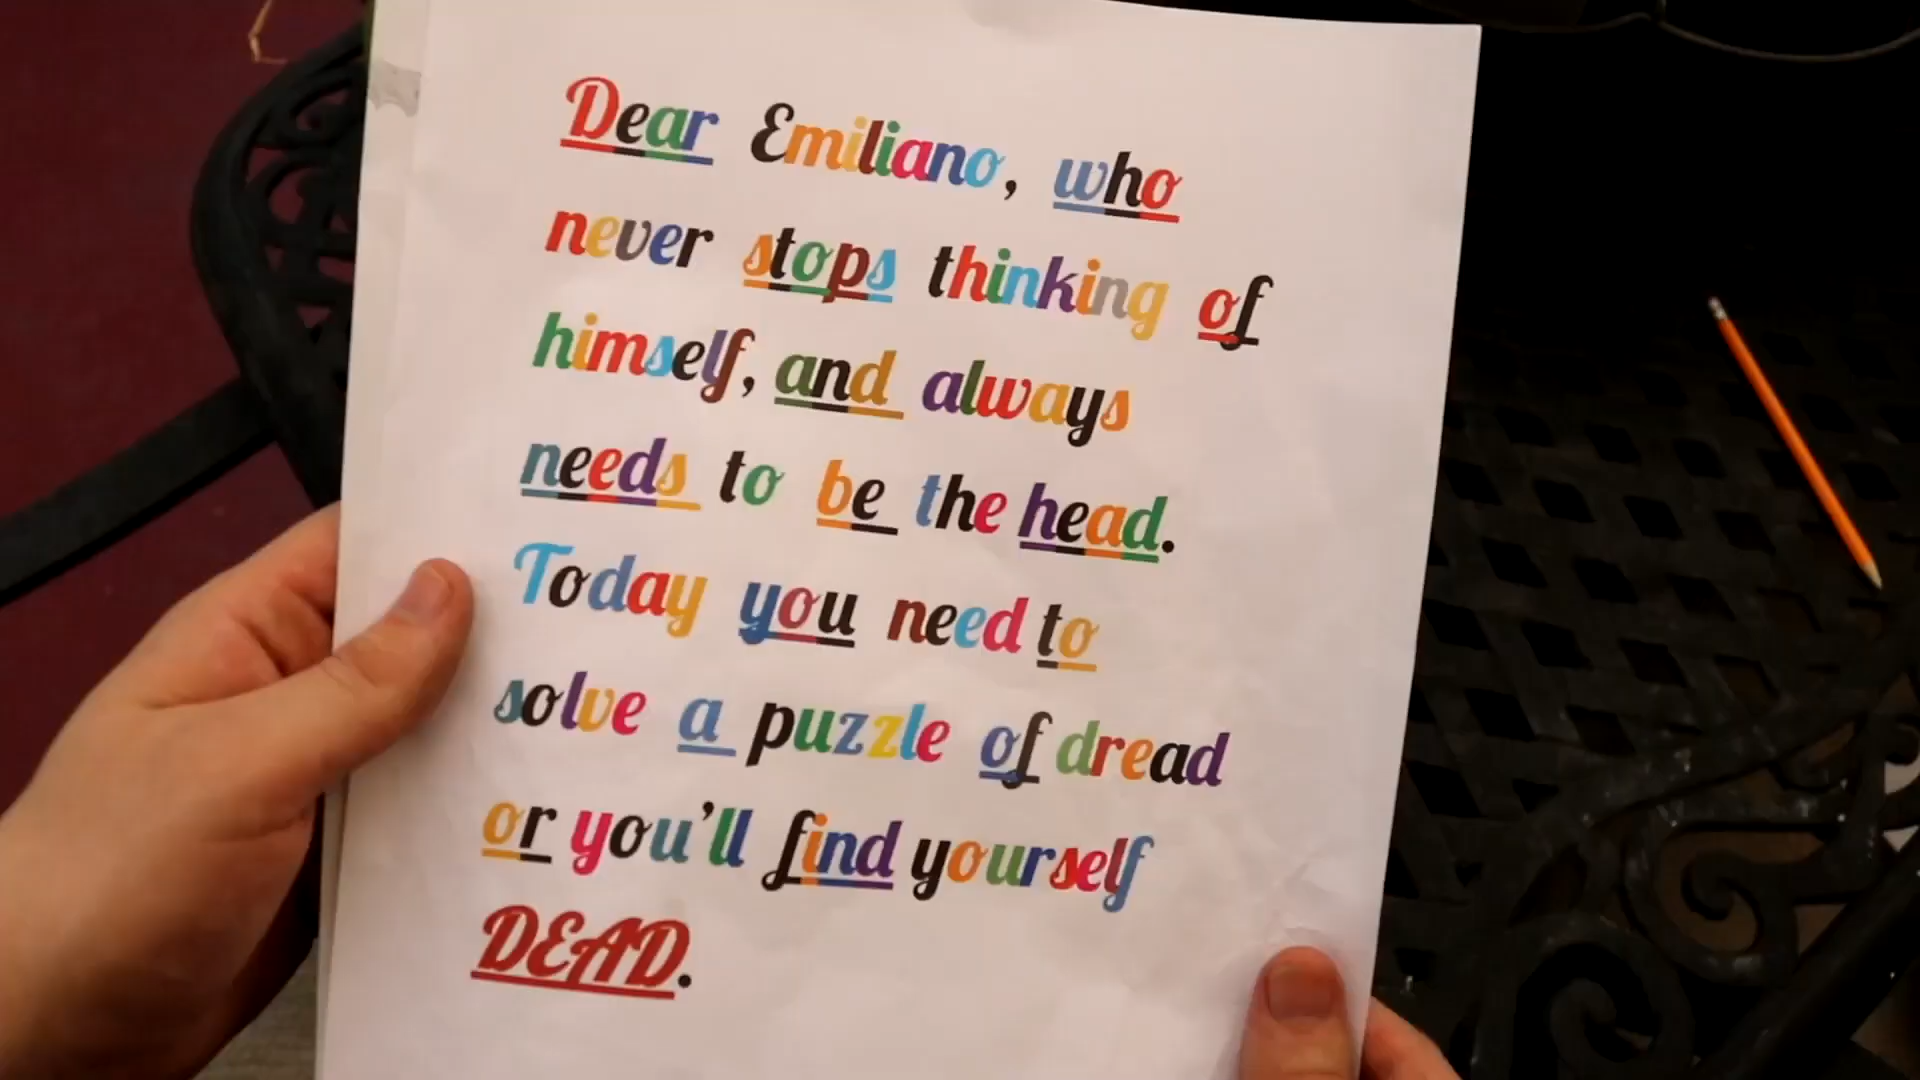 Dear Emiliano, who
never stops thinking of
himself, and always
needs to be the head.
Today you need to
solve a puzzle of dread
or you'll find yourself
DEAD.